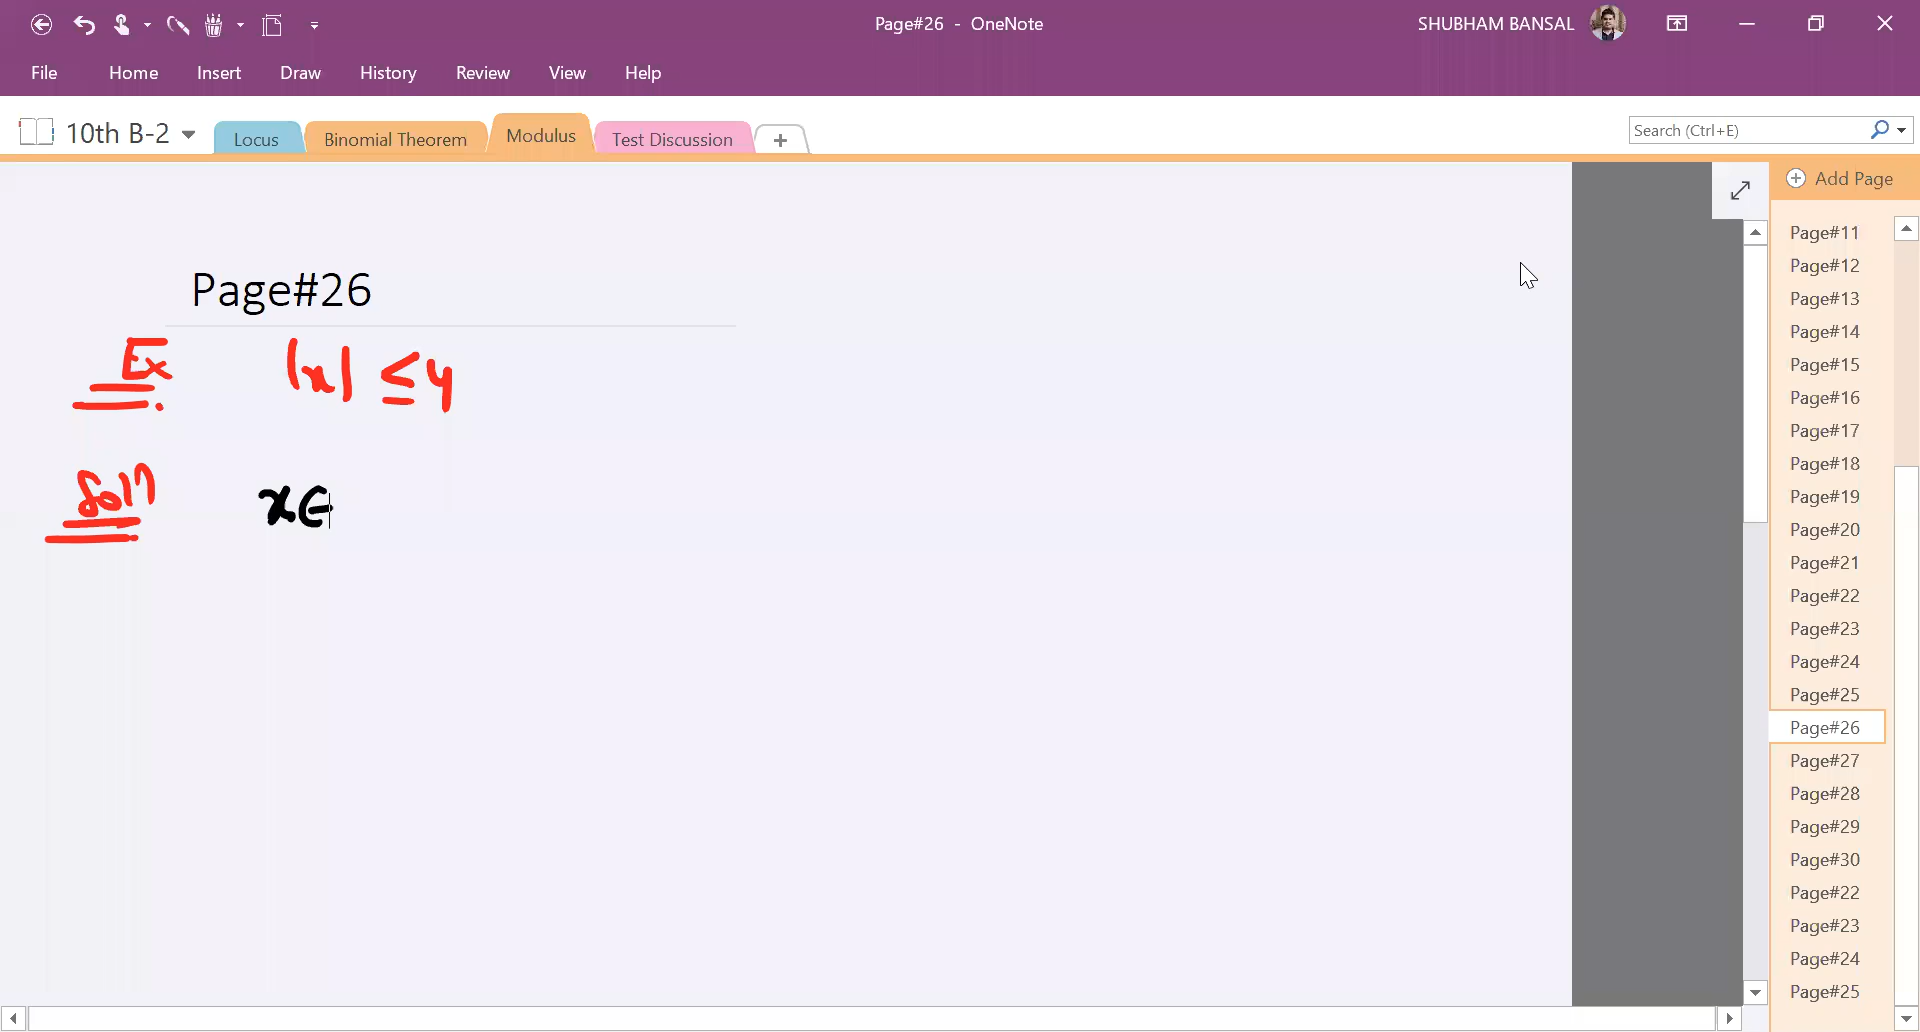 Page#26 - OneNote
SHUBHAM BANSAL
File Home Insert Draw History Review View Help
10th B-2
Locus
Binomial Theorem
Modulus
Test Discussion
Search (Ctrl+E)
Add Page
Page#26
Ex |x| ≤ 4
Solⁿ x∈
Page#11
Page#12
Page#13
Page#14
Page#15
Page#16
Page#17
Page#18
Page#19
Page#20
Page#21
Page#22
Page#23
Page#24
Page#25
Page#26
Page#27
Page#28
Page#29
Page#30
Page#22
Page#23
Page#24
Page#25